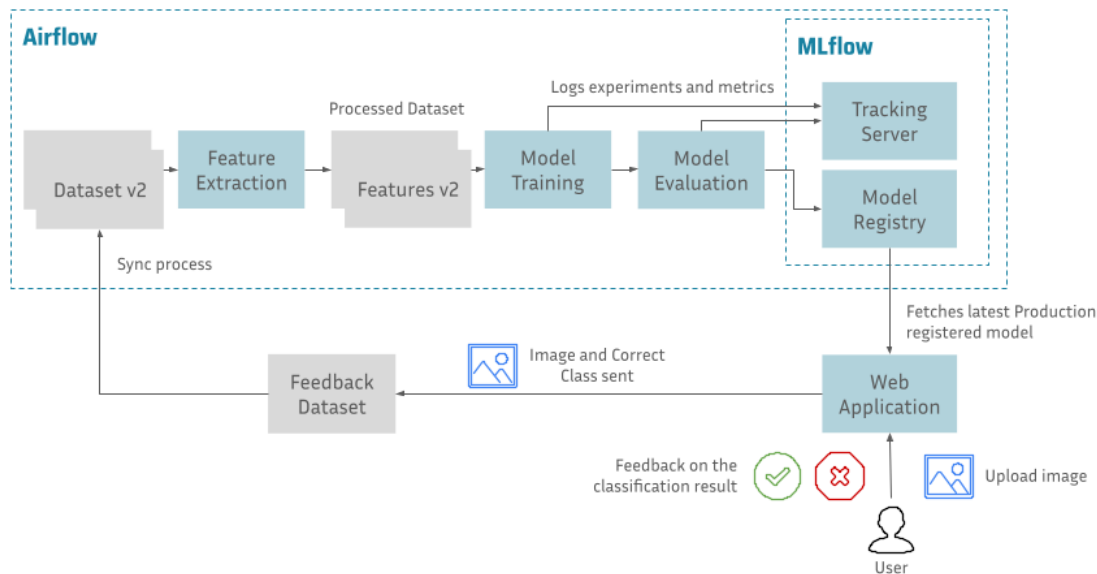 Airflow
MLflow
Logs experiments and metrics
Tracking
Server
Processed Dataset
Dataset v2
Feature
Extraction
Features v2
Model
Training
Model
Evaluation
Model
Registry
Sync process
Fetches latest Production
registered model
Image and Correct
Class sent
Feedback
Dataset
Web
Application
Feedback on the
classification result
Upload image
User